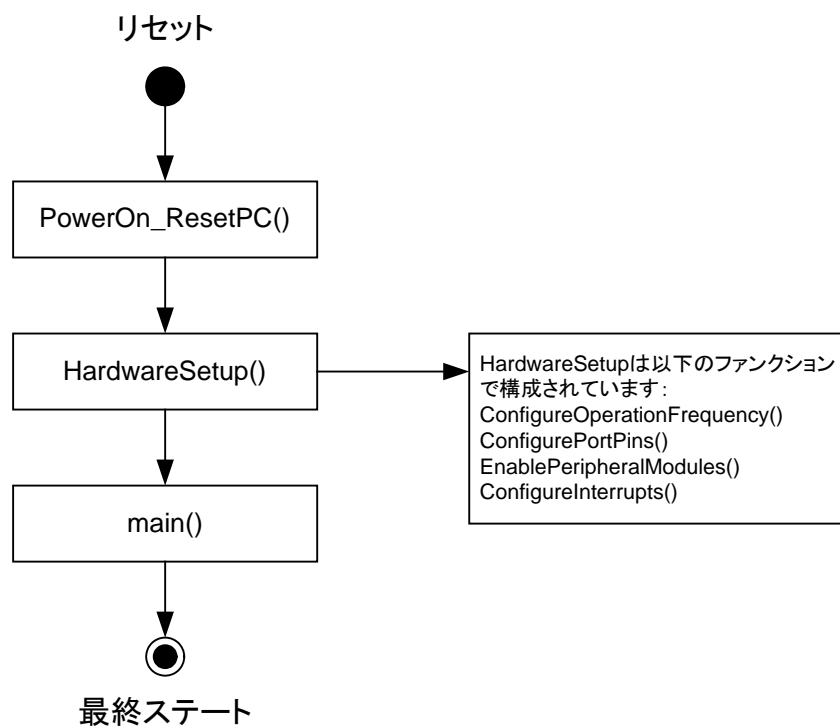 リセット
PowerOn_ResetPC()
HardwareSetup()
HardwareSetupは以下のファンクション
で構成されています:
ConfigureOperationFrequency()
ConfigurePortPins()
EnablePeripheralModules()
ConfigureInterrupts()
main()
最終ステート